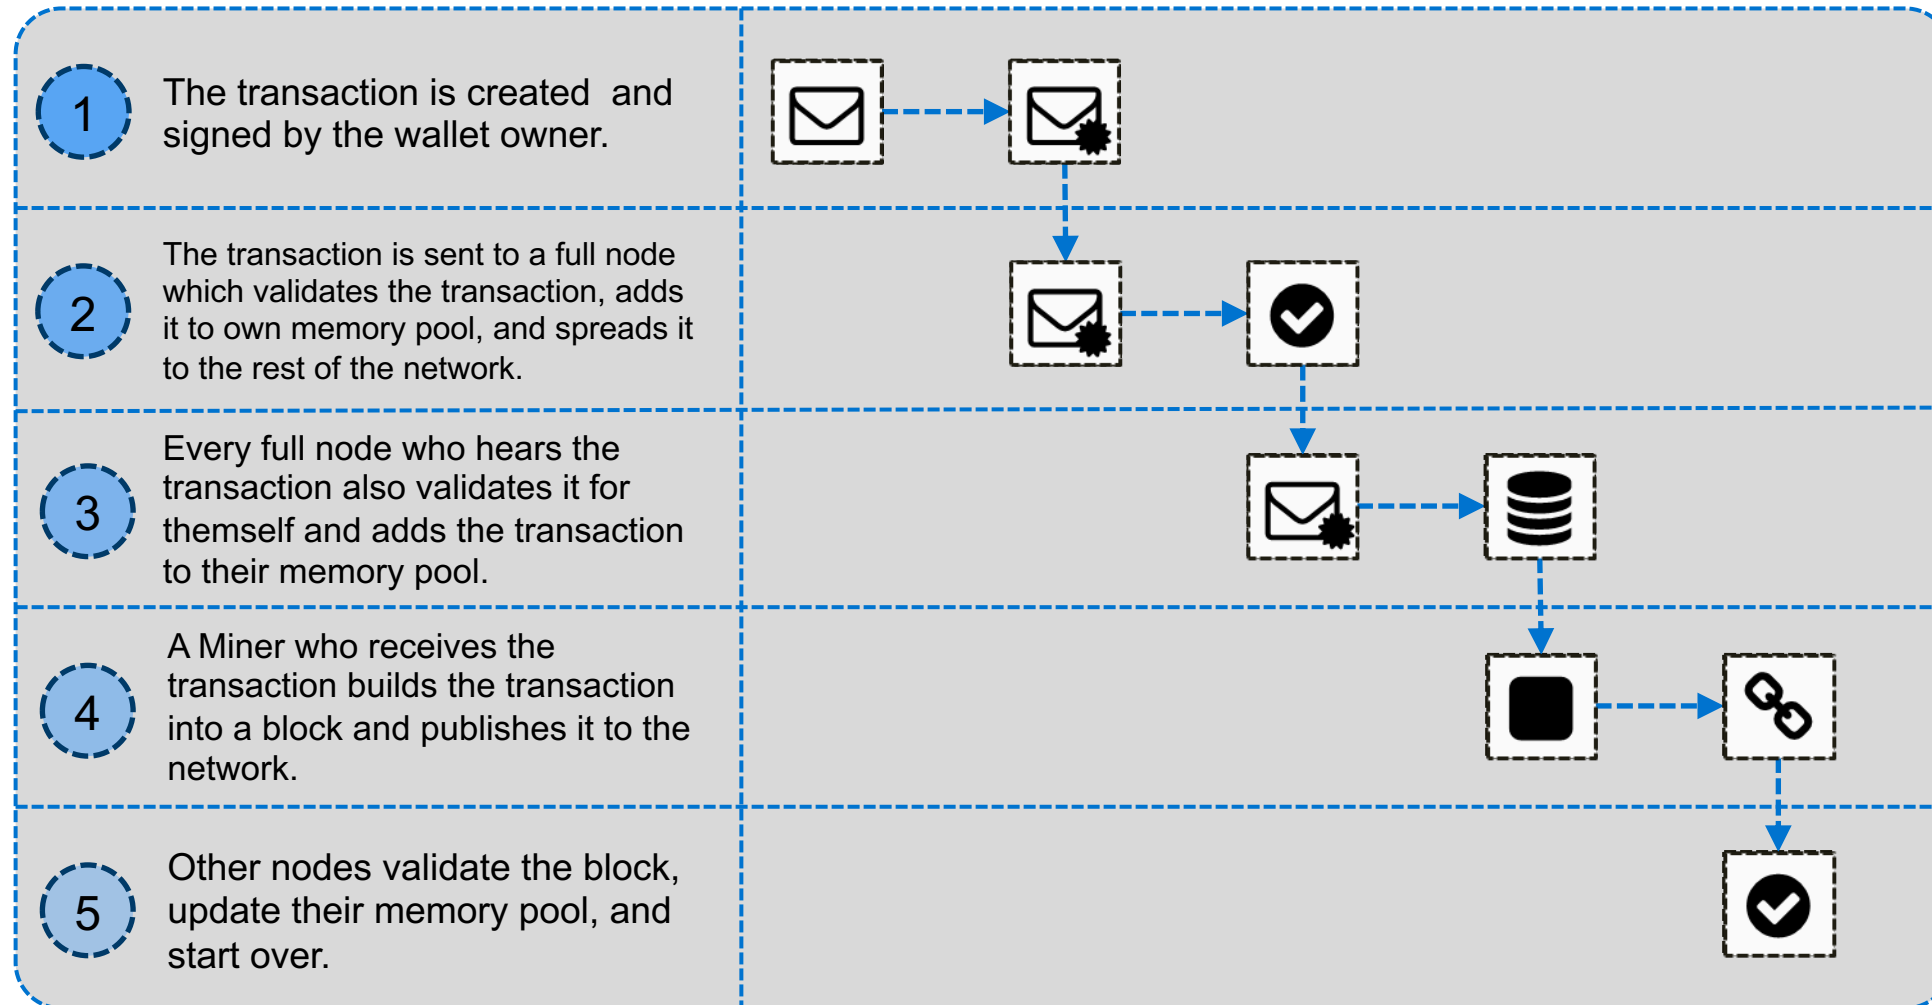 1
The transaction is created  and
signed by the wallet owner.
2
The transaction is sent to a full node
which validates the transaction, adds
it to own memory pool, and spreads it
to the rest of the network.
3
Every full node who hears the
transaction also validates it for
themself and adds the transaction
to their memory pool.
4
A Miner who receives the
transaction builds the transaction
into a block and publishes it to the
network.
5
Other nodes validate the block,
update their memory pool, and
start over.